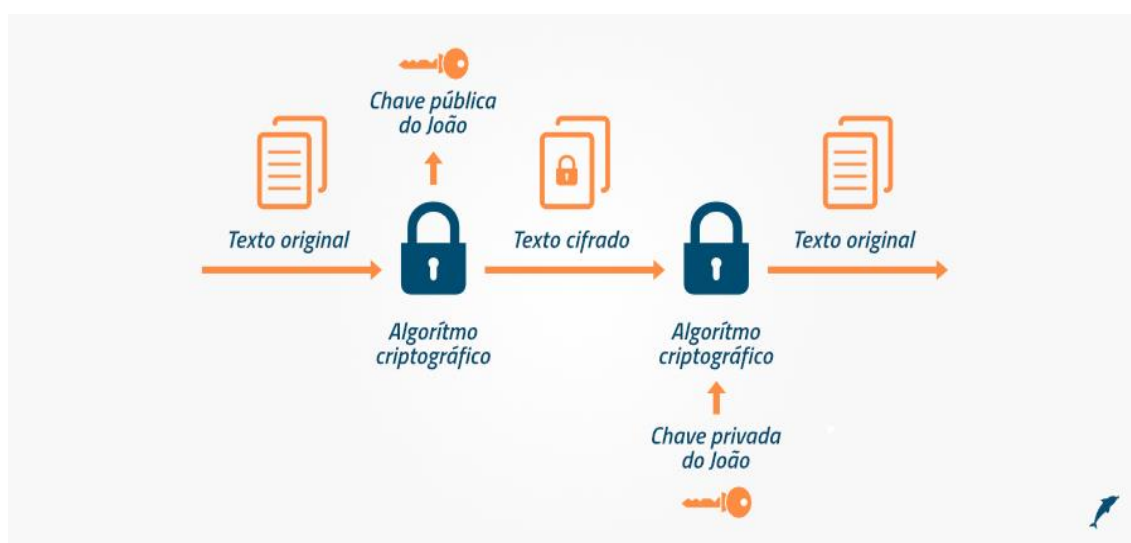 Chave pública
do João
Texto original
Texto cifrado
Texto original
Algorítmo
criptográfico
Algorítmo
criptográfico
Chave privada
do João